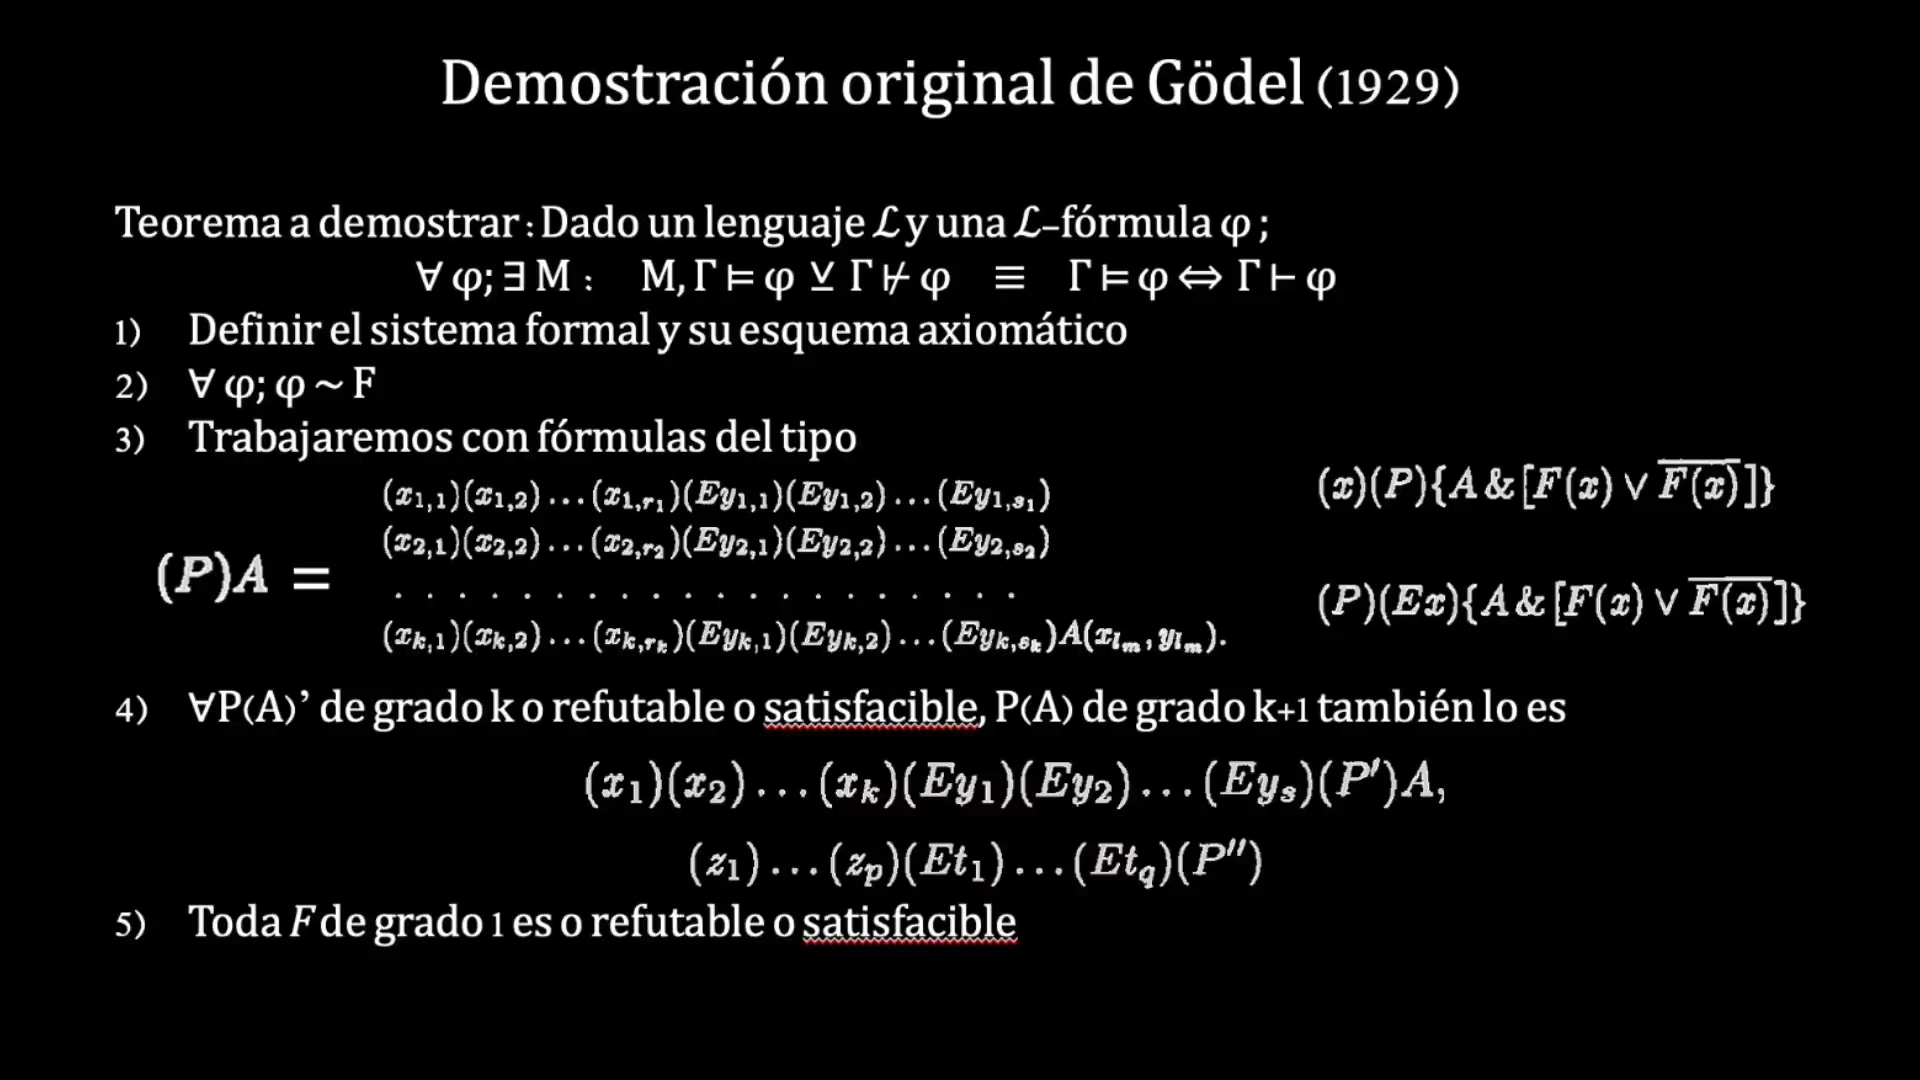 Demostración original de Gödel (1929)
Teorema a demostrar : Dado un lenguaje ℒ y una ℒ–fórmula φ ;
∀ φ; ∃ M : M, Γ ⊨ φ ⊻ Γ ⊬ φ ≡ Γ ⊨ φ ⇔ Γ ⊢ φ
1) Definir el sistema formal y su esquema axiomático
2) ∀ φ; φ ~ F
3) Trabajaremos con fórmulas del tipo
(P)A =
(x_{1,1})(x_{1,2}) ... (x_{1,r_1})(Ey_{1,1})(Ey_{1,2}) ... (Ey_{1,s_1})
(x_{2,1})(x_{2,2}) ... (x_{2,r_2})(Ey_{2,1})(Ey_{2,2}) ... (Ey_{2,s_2})
. . . . . . . . . . . . . . . . . . .
(x_{k,1})(x_{k,2}) ... (x_{k,r_k})(Ey_{k,1})(Ey_{k,2}) ... (Ey_{k,s_k})A(x_{l_m}, y_{l_m}).
(x)(P){A & [F(x) ∨ \overline{F(x)}]}
(P)(Ex){A & [F(x) ∨ \overline{F(x)}]}
4) ∀P(A)’ de grado k o refutable o satisfacible, P(A) de grado k+1 también lo es
(x_1)(x_2) ... (x_k)(Ey_1)(Ey_2) ... (Ey_s)(P′)A,
(z_1) ... (z_p)(Et_1) ... (Et_q)(P″)
5) Toda F de grado 1 es o refutable o satisfacible